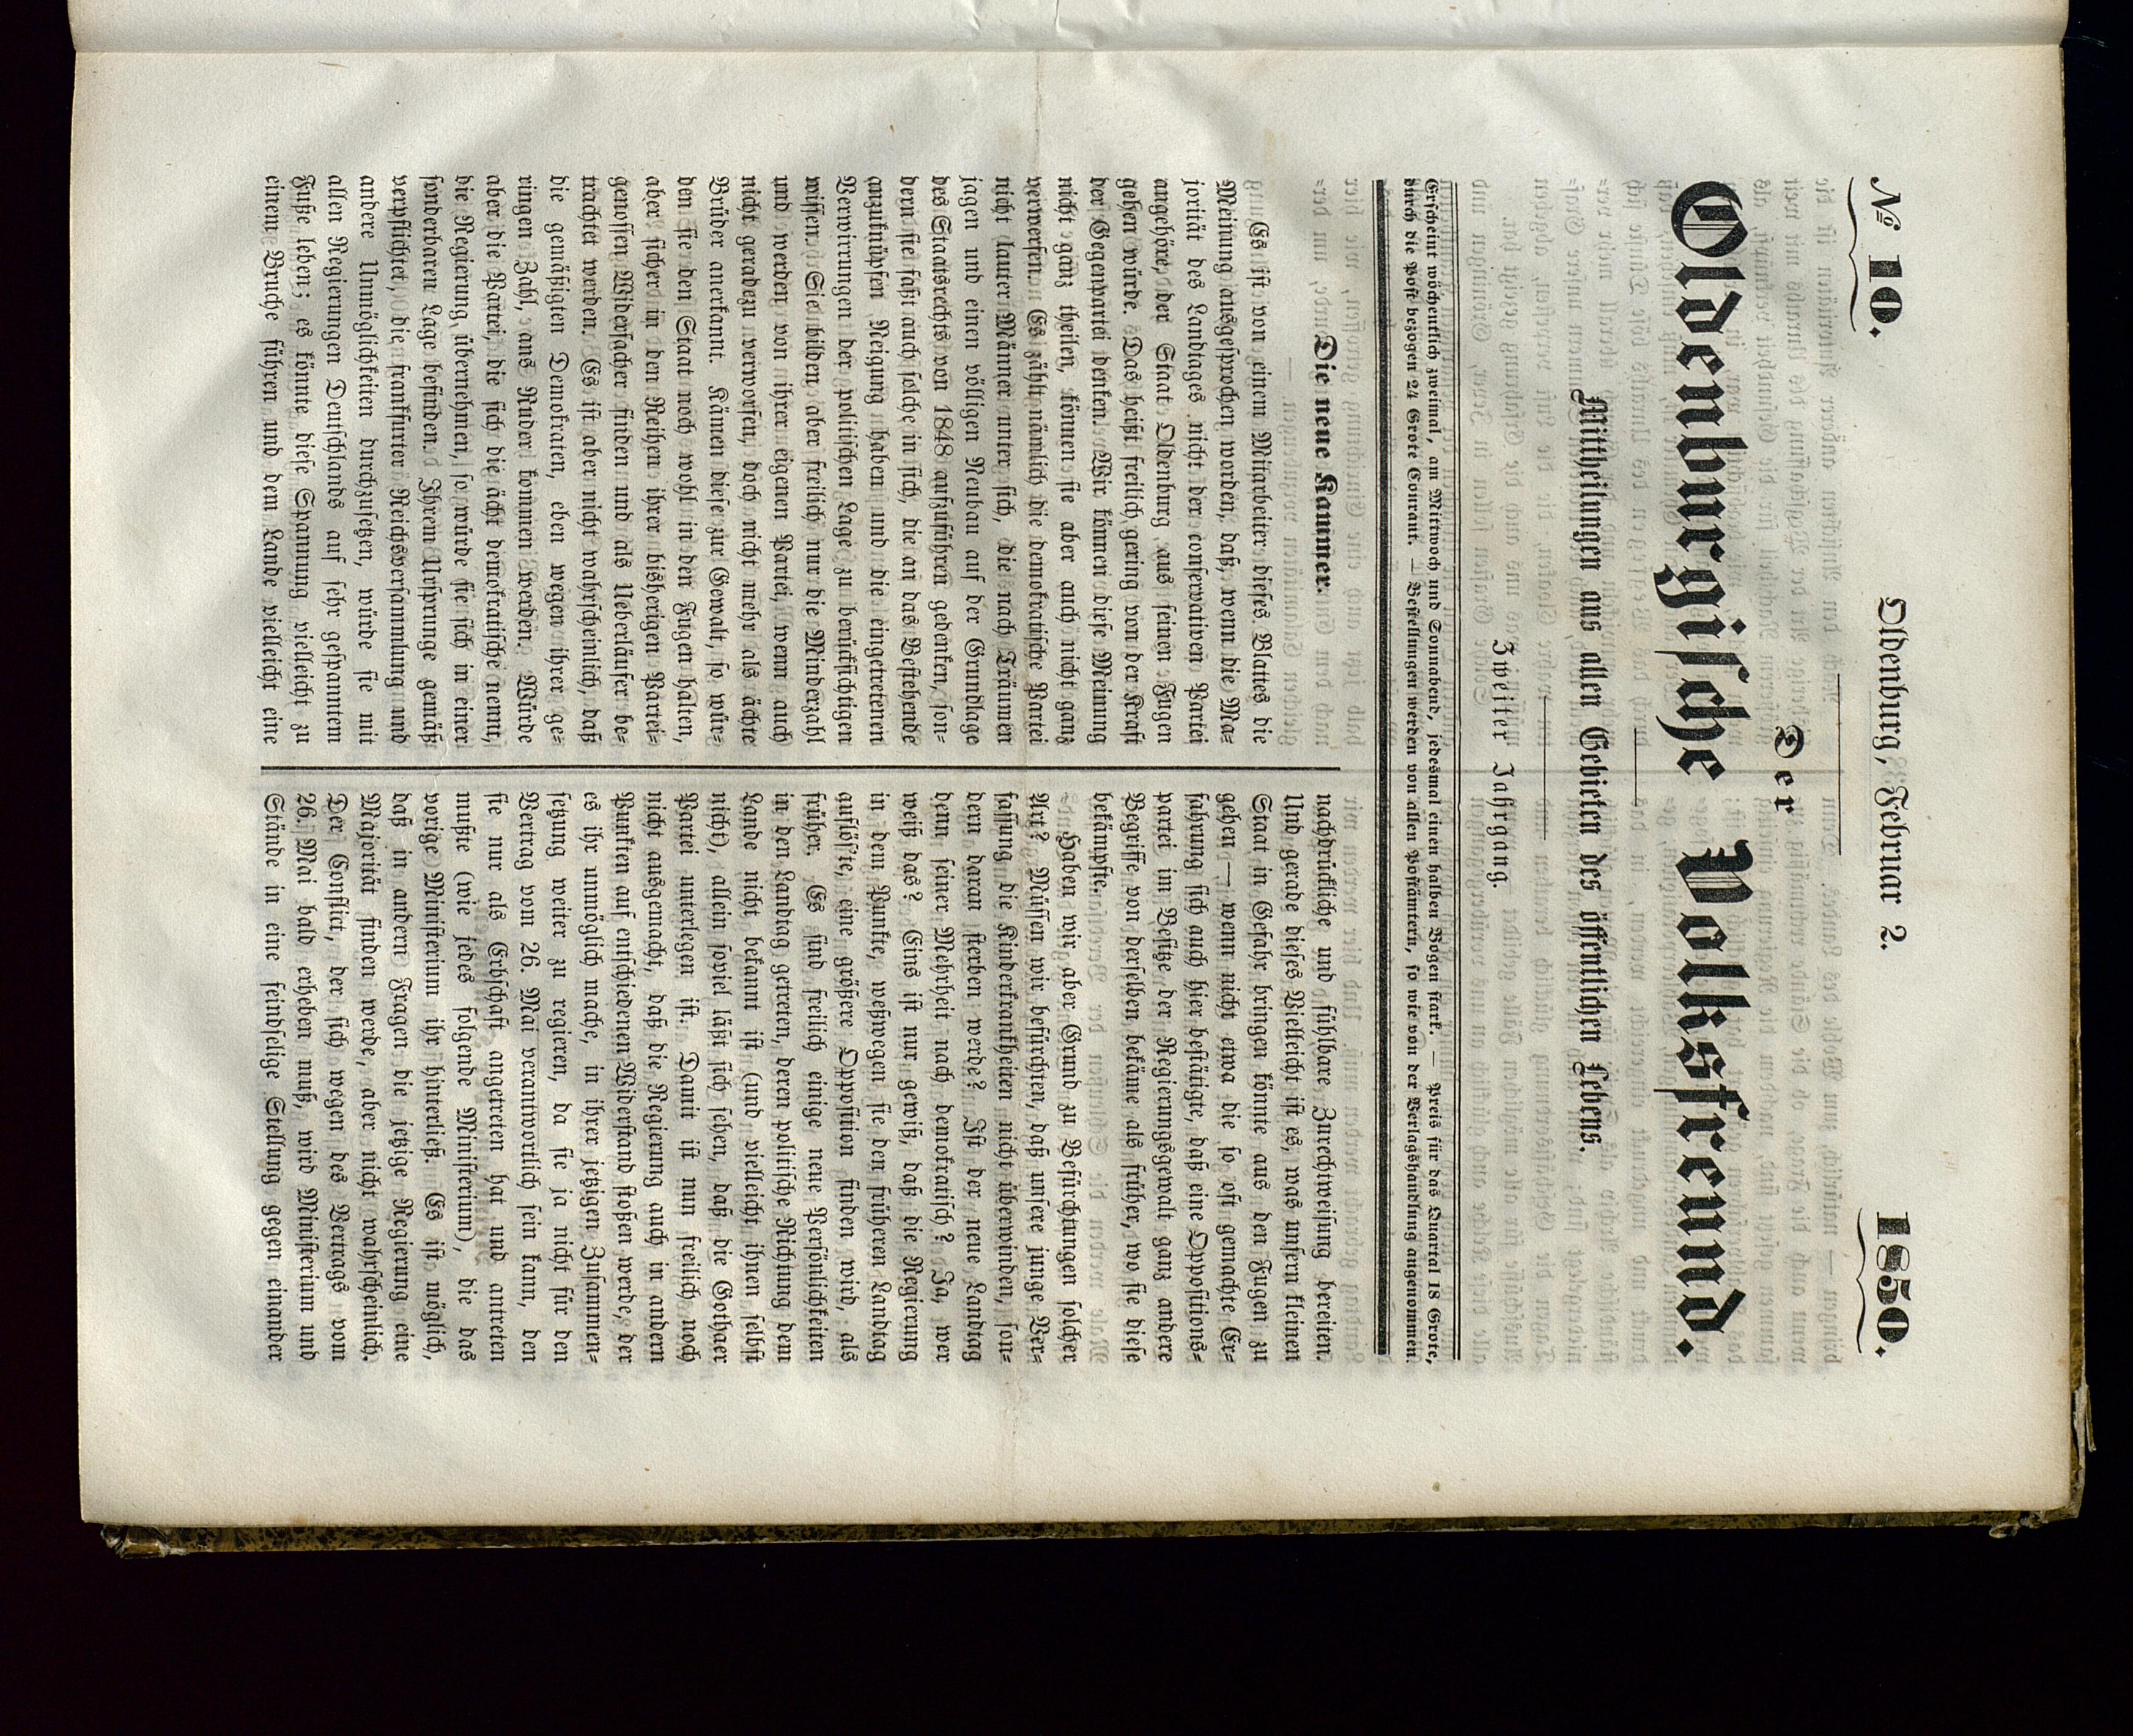 № 10. Oldenburg, Februar 2. 1850.
Der
Oldenburgische Volksfreund.
Mittheilungen aus allen Gebieten des öffentlichen Lebens.
Zweiter Jahrgang.
Erscheint wöchentlich zweimal, am Mittwoch und Sonnabend, jedesmal einen halben Bogen stark. — Preis für das Quartal 18 Grote,
durch die Post bezogen 24 Grote Courant. — Bestellungen werden von allen Postämtern, so wie von der Verlagshandlung angenommen.
Die neue Kammer.
Es ist von einem Mitarbeiter dieses Blattes die
Meinung ausgesprochen worden, daß, wenn die Ma-
jorität des Landtages nicht der conservativen Partei
angehöre, der Staat Oldenburg aus seinen Fugen
gehen würde. Das heißt freilich gering von der Kraft
der Gegenpartei denken. Wir können diese Meinung
nicht ganz theilen, können sie aber auch nicht ganz
verwerfen. Es zählt nämlich die demokratische Partei
nicht lauter Männer unter sich, die nach Träumen
jagen und einen völligen Neubau auf der Grundlage
des Staatsrechts von 1848 aufzuführen gedenken, son-
dern sie faßt auch solche in sich, die an das Bestehende
anzuknüpfen Neigung haben und die eingetretenen
Verwirrungen der politischen Lage zu berücksichtigen
wissen. Sie bilden aber freilich nur die Minderzahl
und werden von ihrer eigenen Partei, wenn auch
nicht geradezu verworfen, doch nicht mehr als ächte
Brüder anerkannt. Kämen diese zur Gewalt, so wür-
den sie den Staat noch wohl in den Fugen halten,
aber sicher in den Reihen ihrer bisherigen Partei-
genossen Widersacher finden und als Ueberläufer be-
trachtet werden. Es ist aber nicht wahrscheinlich, daß
die gemäßigten Demokraten, eben wegen ihrer ge-
ringen Zahl, ans Ruder kommen werden. Würde
aber die Partei, die sich die ächt demokratische nennt,
die Regierung übernehmen, so würde sie sich in einer
sonderbaren Lage befinden. Ihrem Ursprunge gemäß
verpflichtet, die frankfurter Reichsversammlung und
andere Unmöglichkeiten durchzusetzen, würde sie mit
allen Regierungen Deutschlands auf sehr gespanntem
Fuße leben; es könnte diese Spannung vielleicht zu
einem Bruche führen und dem Lande vielleicht eine
nachdrückliche und fühlbare Zurechtweisung bereiten.
Und gerade dieses Vielleicht ist es, was unsern kleinen
Staat in Gefahr bringen könnte aus den Fugen zu
gehen — wenn nicht etwa die so oft gemachte Er-
fahrung sich auch hier bestätigte, daß eine Oppositions-
partei im Besitze der Regierungsgewalt ganz andere
Begriffe von derselben bekäme als früher, wo sie diese
bekämpfte.
Haben wir aber Grund zu Befürchtungen solcher
Art? Müssen wir befürchten, daß unsere junge Ver-
fassung die Kinderkrankheiten nicht überwinden, son-
dern daran sterben werde? Ist der neue Landtag
denn seiner Mehrheit nach demokratisch? Ja, wer
weiß das? Eins ist nur gewiß, daß die Regierung
in dem Punkte, weßwegen sie den früheren Landtag
auflös'te, eine größere Opposition finden wird, als
früher. Es sind freilich einige neue Persönlichkeiten
in den Landtag getreten, deren politische Richtung dem
Lande nicht bekannt ist (und vielleicht ihnen selbst
nicht), allein soviel läßt sich sehen, daß die Gothaer
Partei unterlegen ist. Damit ist nun freilich noch
nicht ausgemacht, daß die Regierung auch in andern
Punkten auf entschiedenen Widerstand stoßen werde, der
es ihr unmöglich mache, in ihrer jetzigen Zusammen-
setzung weiter zu regieren, da sie ja nicht für den
Vertrag vom 26. Mai verantwortlich sein kann, den
sie nur als Erbschaft angetreten hat und antreten
mußte (wie jedes folgende Ministerium), die das
vorige Ministerium ihr hinterließ. Es ist möglich,
daß in andern Fragen die jetzige Regierung eine
Majorität finden werde, aber nicht wahrscheinlich.
Der Conflict, der sich wegen des Vertrags vom
26. Mai bald erheben muß, wird Ministerium und
Stände in eine feindselige Stellung gegen einander